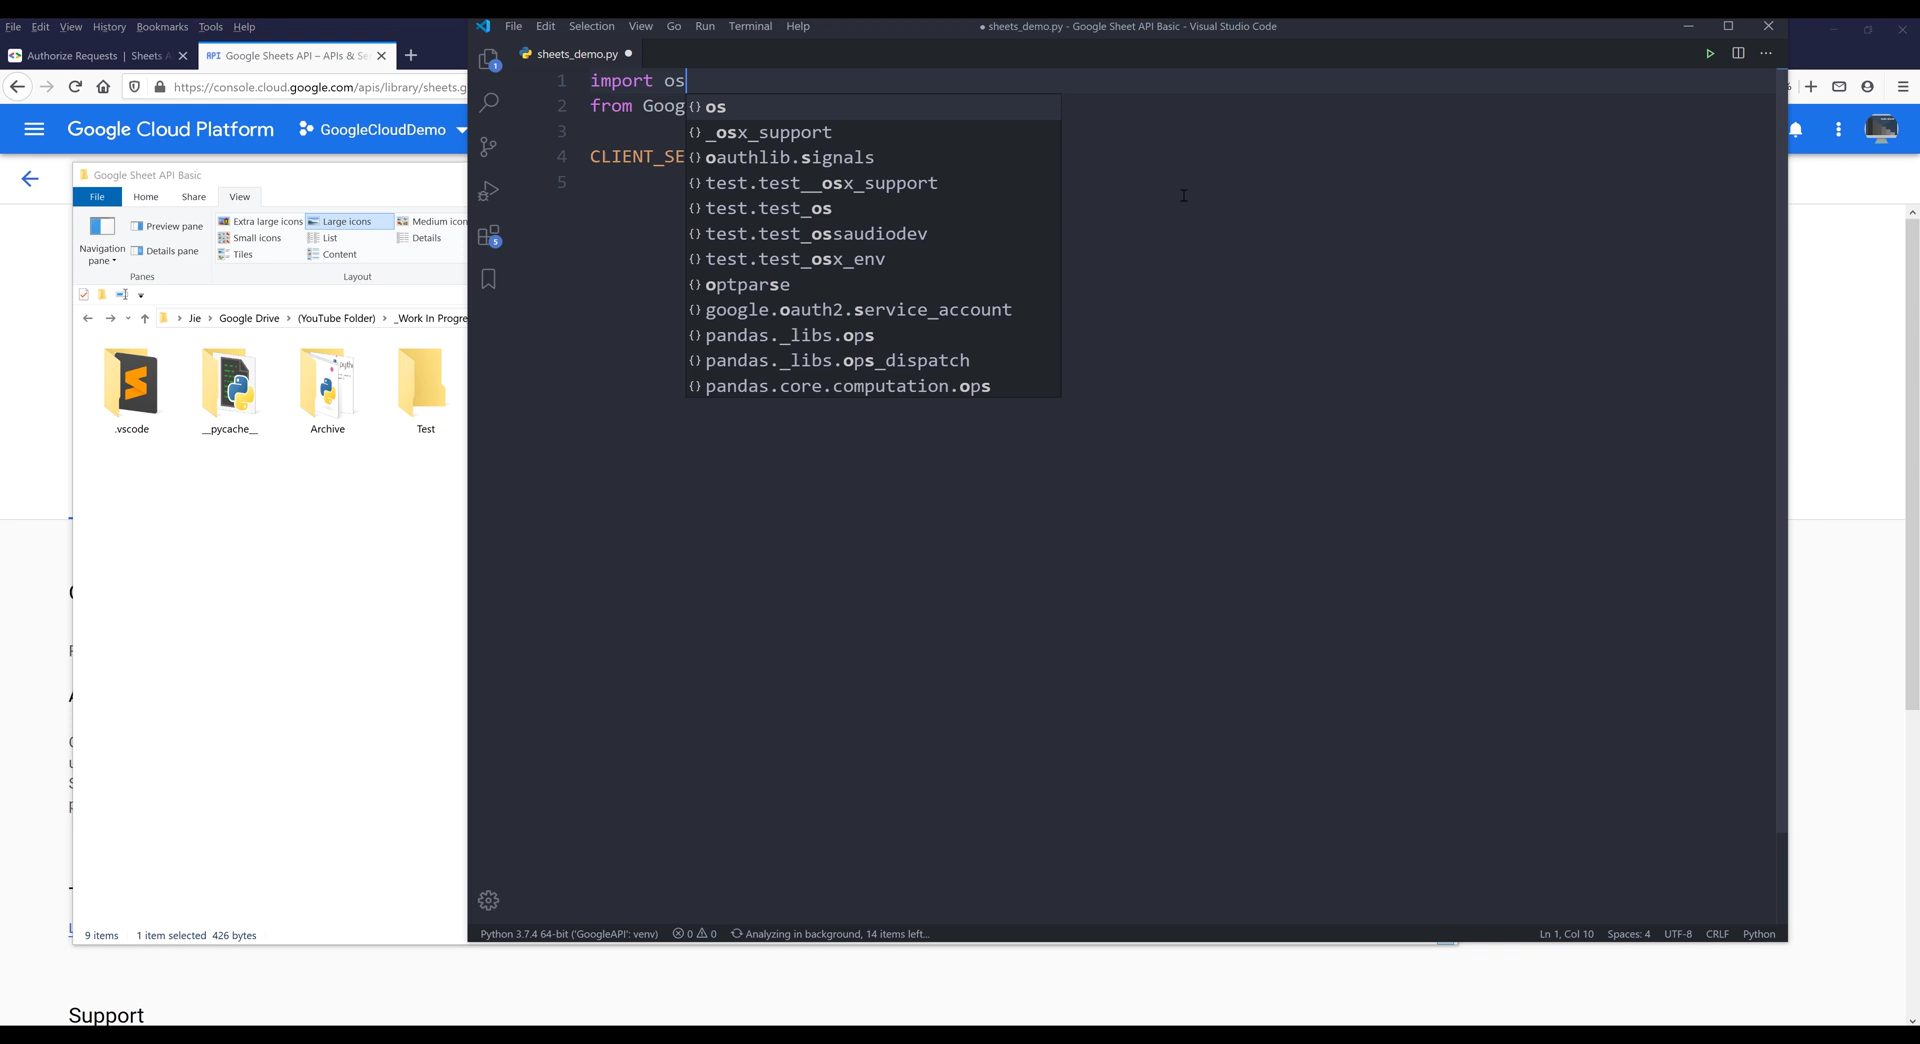 File Edit View History Bookmarks Tools Help
Authorize Requests | Sheets
API Google Sheets API – APIs & Se
https://console.cloud.google.com/apis/library/sheets.g
Google Cloud Platform
GoogleCloudDemo
Google Sheet API Basic
File Home Share View
Navigation pane
Preview pane
Details pane
Panes
Extra large icons Large icons Medium icon
Small icons List Details
Tiles Content
Layout
Jie > Google Drive > (YouTube Folder) > _Work In Progre
.vscode
__pycache__
Archive
Test
9 items 1 item selected 426 bytes
Support
File Edit Selection View Go Run Terminal Help
● sheets_demo.py - Google Sheet API Basic - Visual Studio Code
sheets_demo.py
1
5
1 import os
2 from Goog
3
4 CLIENT_SE
5
{} os
{} _osx_support
{} oauthlib.signals
{} test.test__osx_support
{} test.test_os
{} test.test_ossaudiodev
{} test.test_osx_env
{} optparse
{} google.oauth2.service_account
{} pandas._libs.ops
{} pandas._libs.ops_dispatch
{} pandas.core.computation.ops
Python 3.7.4 64-bit ('GoogleAPI': venv) 0 0 Analyzing in background, 14 items left...
Ln 1, Col 10 Spaces: 4 UTF-8 CRLF Python